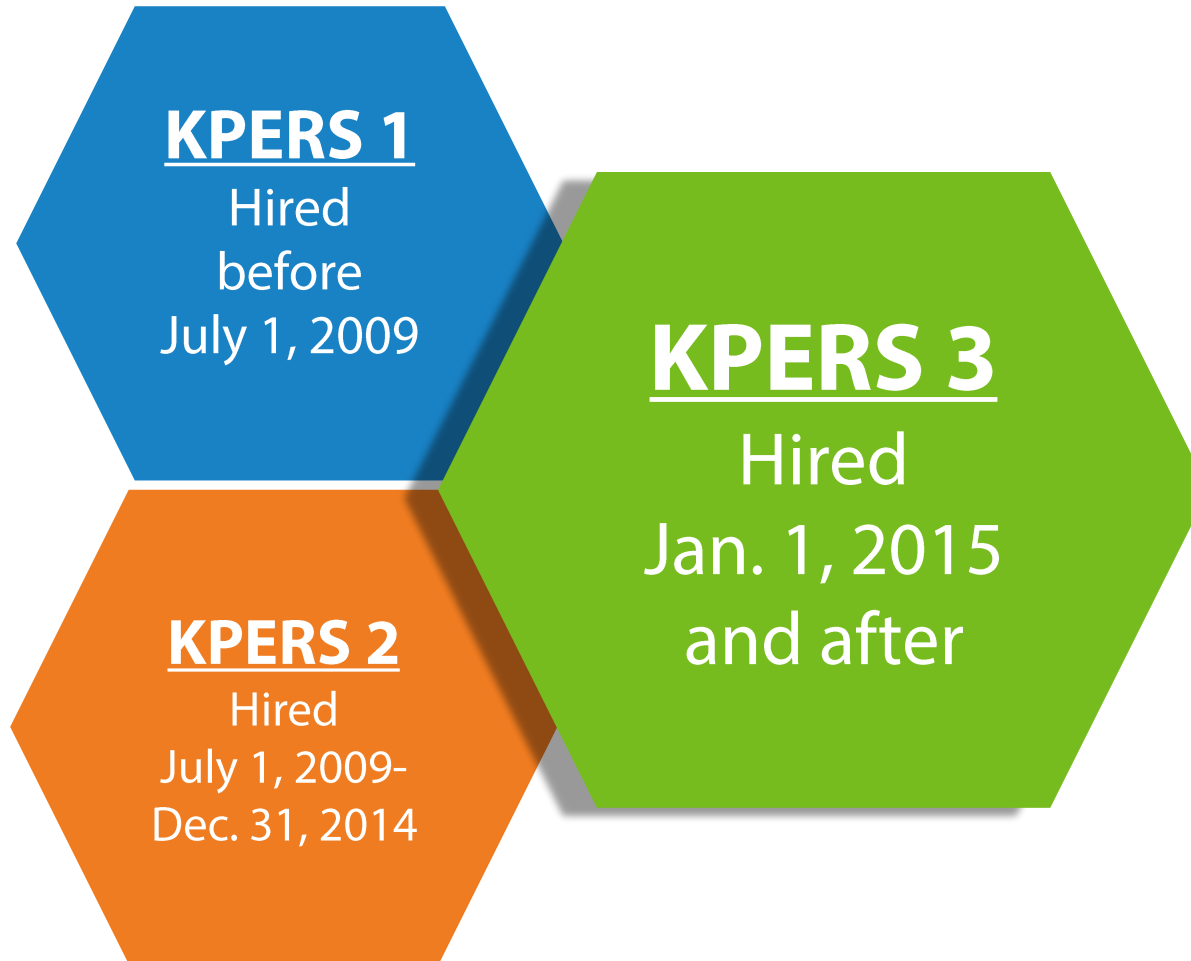 KPERS 1
Hired
before
July 1, 2009
KPERS 2
Hired
July 1, 2009-
Dec. 31, 2014
KPERS 3
Hired
Jan. 1, 2015
and after